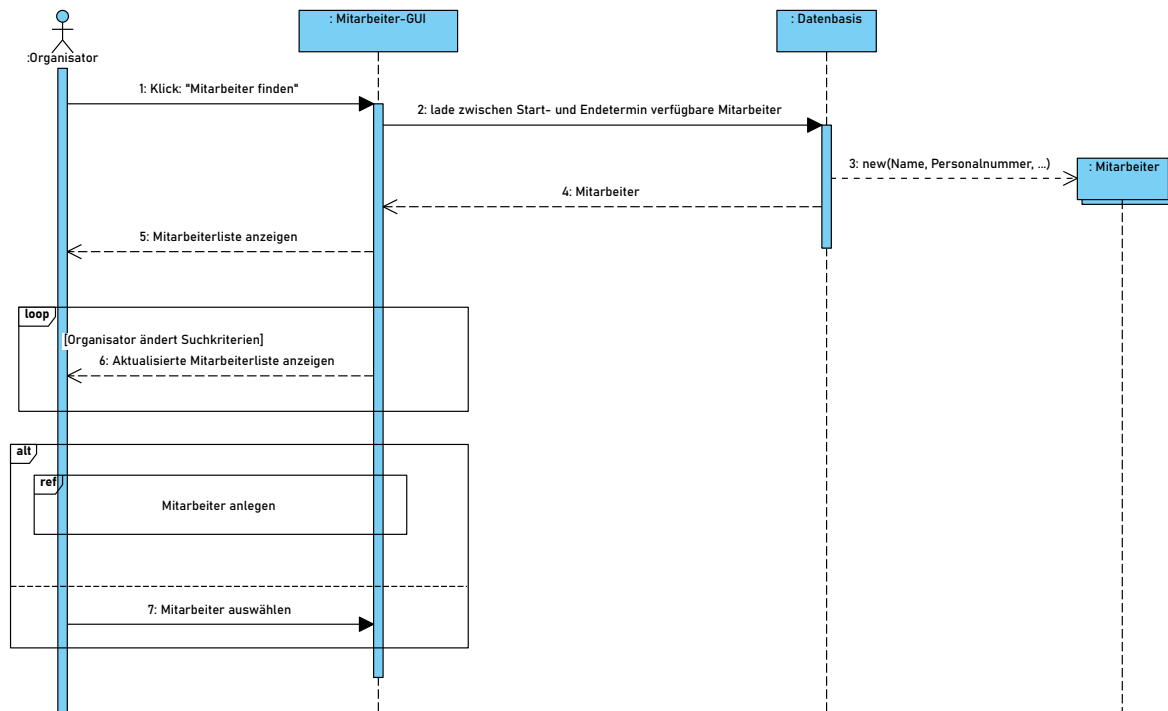 :Organisator
: Mitarbeiter-GUI
: Datenbasis
1: Klick: "Mitarbeiter finden"
2: lade zwischen Start- und Endetermin verfügbare Mitarbeiter
3: new(Name, Personalnummer, ...)
: Mitarbeiter
4: Mitarbeiter
5: Mitarbeiterliste anzeigen
loop
[Organisator ändert Suchkriterien]
6: Aktualisierte Mitarbeiterliste anzeigen
alt
ref
Mitarbeiter anlegen
7: Mitarbeiter auswählen